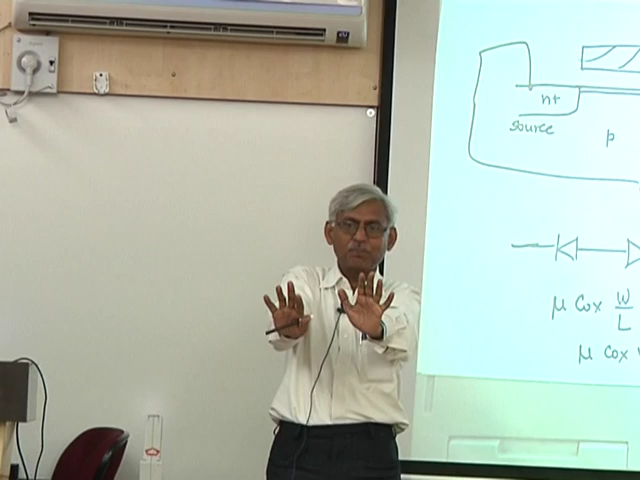 n+
source
p
μ Cox W/L
μ Cox